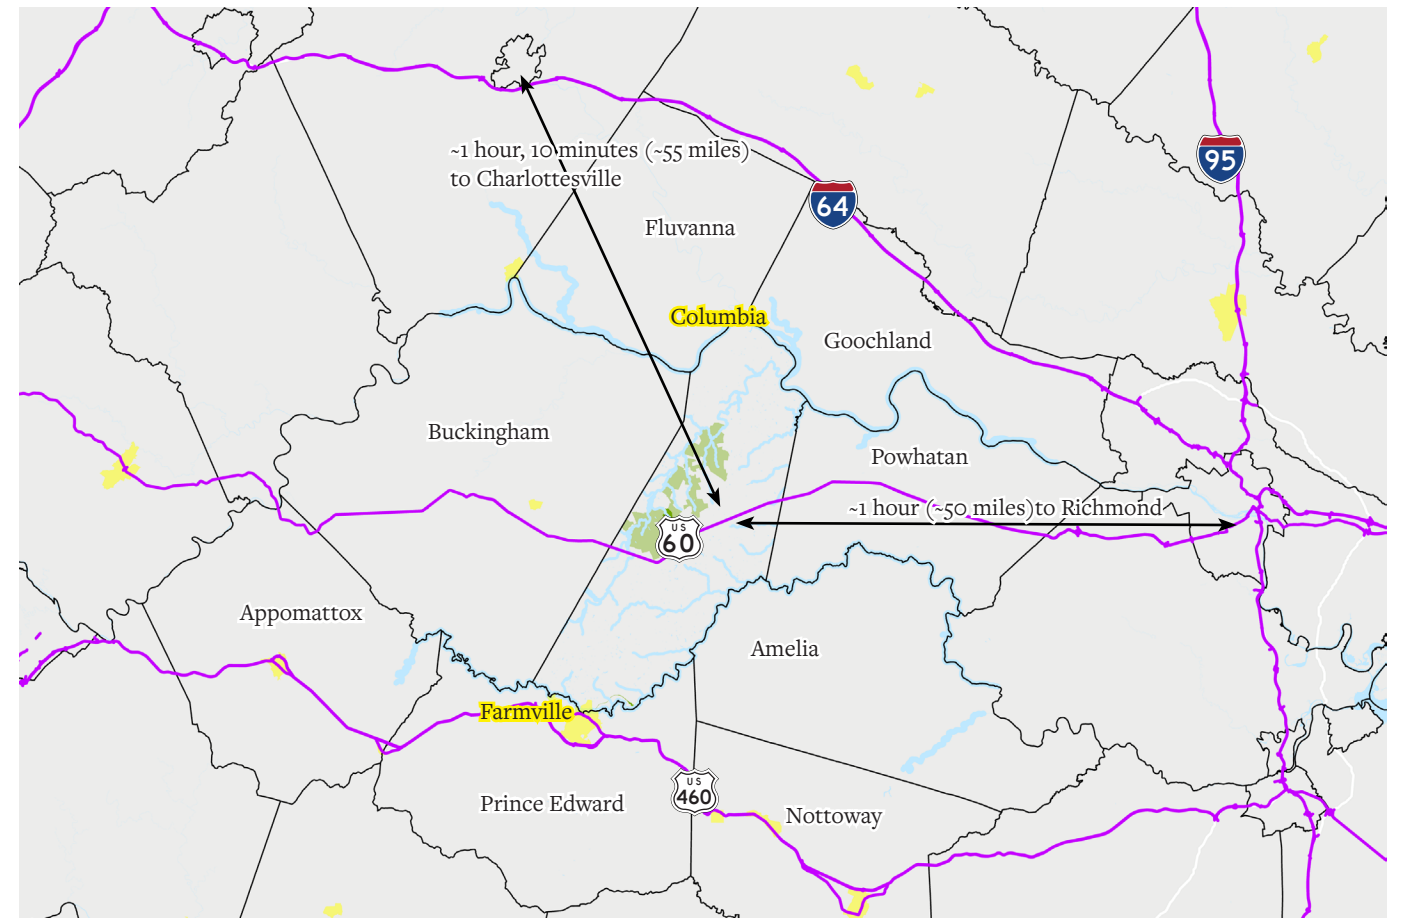 ~1 hour, 10 minutes (~55 miles)
to Charlottesville
95
64
Fluvanna
Columbia
Goochland
Buckingham
Powhatan
~1 hour (~50 miles)to Richmond
US
60
Appomattox
Amelia
Farmville
US
460
Prince Edward
Nottoway